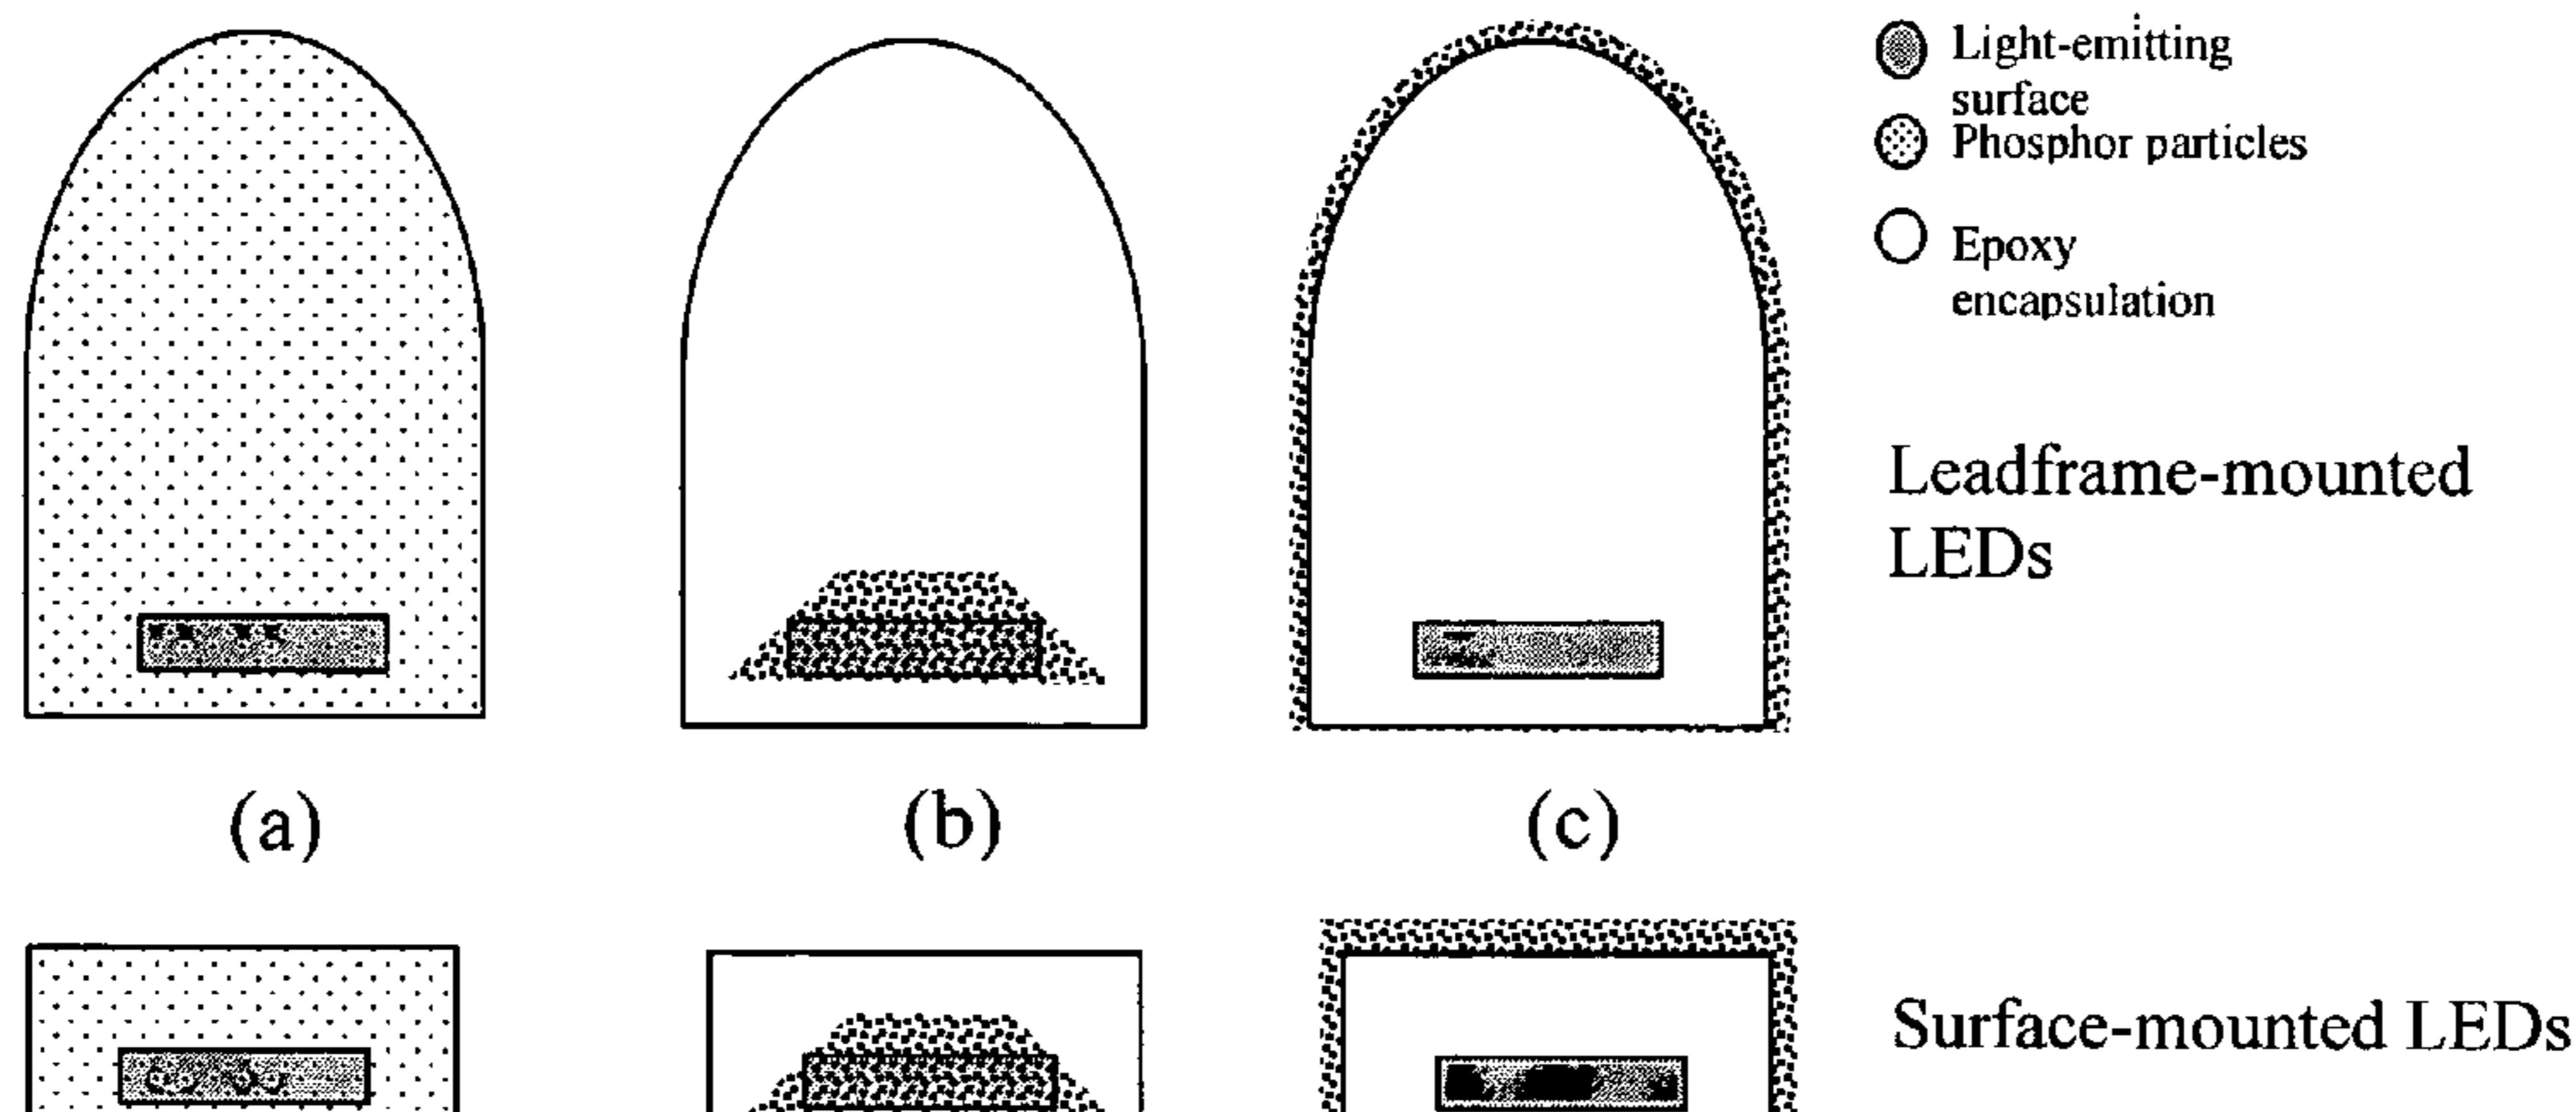 Light-emitting
surface
Phosphor particles
Epoxy
encapsulation
Leadframe-mounted
LEDs
(a)
(b)
(c)
Surface-mounted LEDs